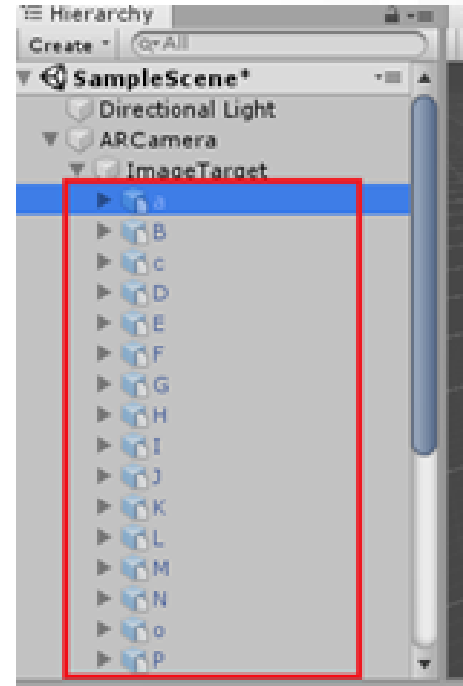 Hierarchy
Create All
SampleScene*
Directional Light
ARCamera
ImageTarget
a
B
c
D
E
F
G
H
I
J
K
L
M
N
o
P